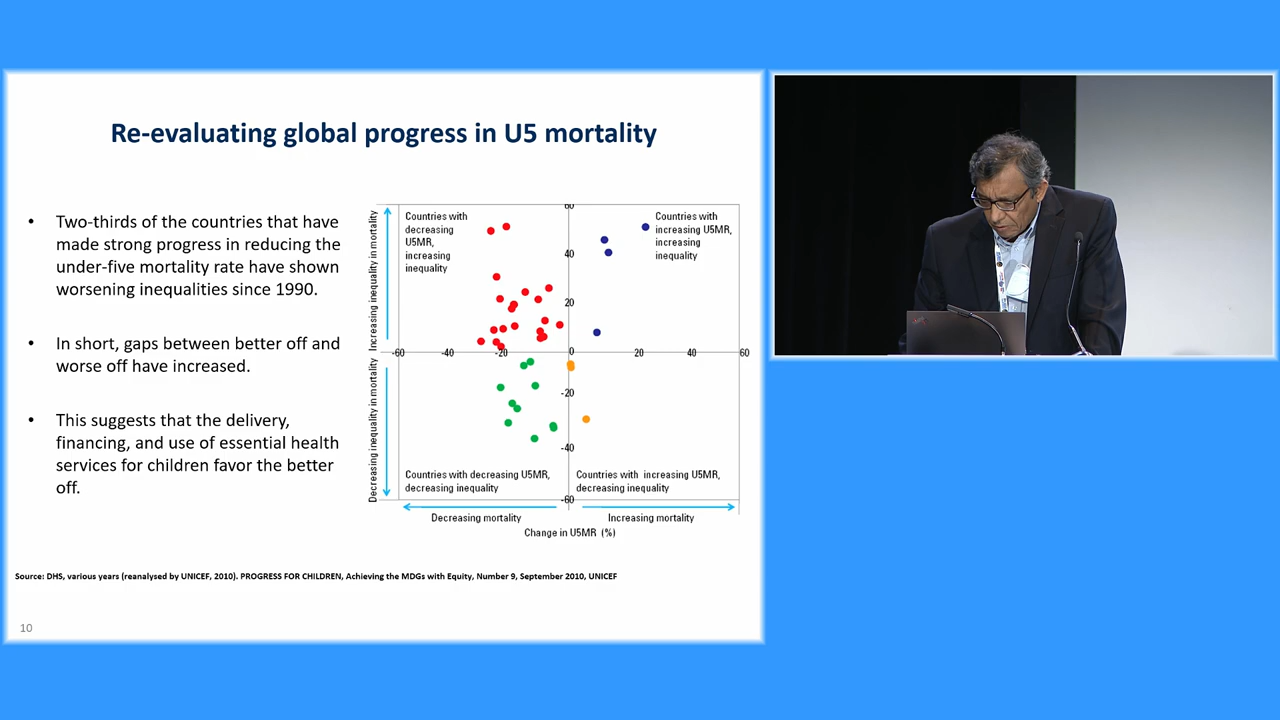 Re-evaluating global progress in U5 mortality
• Two-thirds of the countries that have
made strong progress in reducing the
under-five mortality rate have shown
worsening inequalities since 1990.
• In short, gaps between better off and
worse off have increased.
• This suggests that the delivery,
financing, and use of essential health
services for children favor the better
off.
Increasing inequality in mortality
Decreasing inequality in mortality
Countries with
decreasing
U5MR,
increasing
inequality
Countries with
increasing U5MR,
increasing
inequality
60
40
20
-60 -40 -20 0 20 40 60
-20
-40
-60
Countries with decreasing U5MR,
decreasing inequality
Countries with increasing U5MR,
decreasing inequality
Decreasing mortality
Increasing mortality
Change in U5MR (%)
Source: DHS, various years (reanalysed by UNICEF, 2010). PROGRESS FOR CHILDREN, Achieving the MDGs with Equity, Number 9, September 2010, UNICEF
10